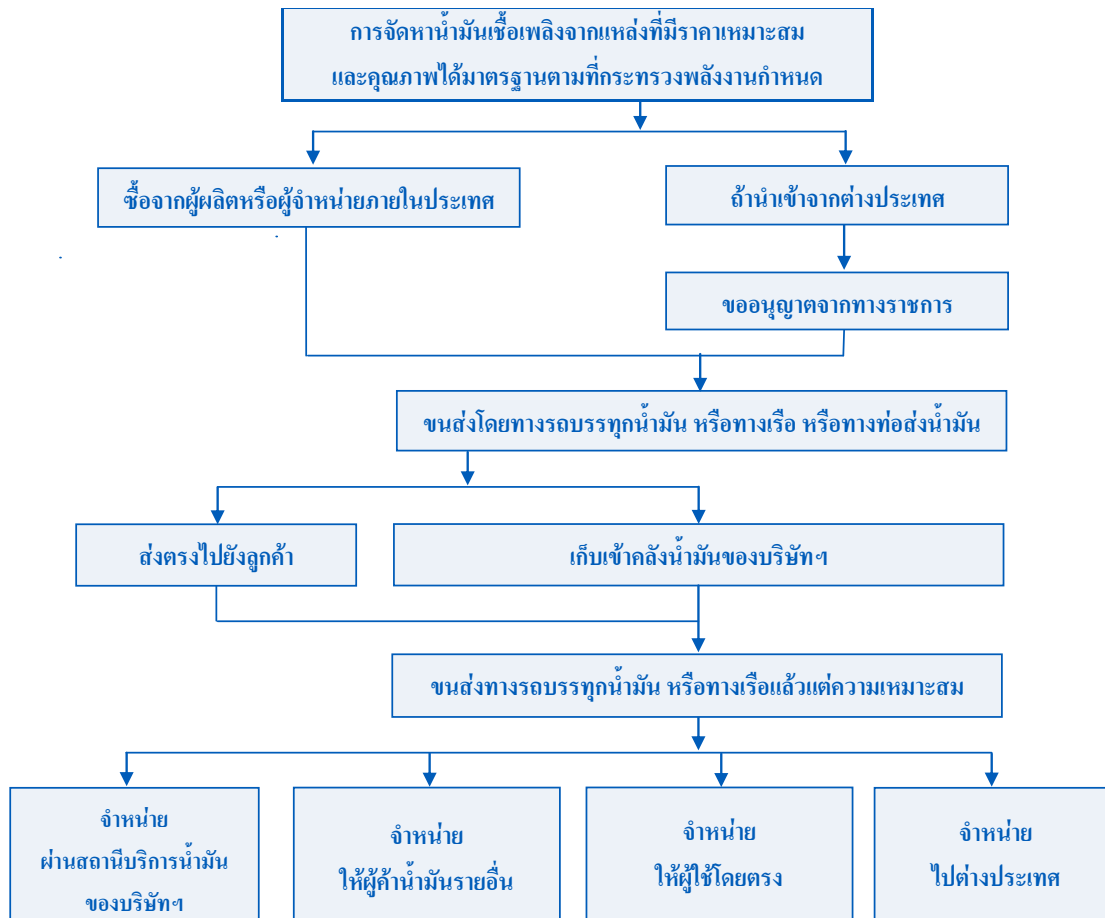 การจัดหาน้ำมันเชื้อเพลิงจากแหล่งที่มีราคาเหมาะสม
และคุณภาพได้มาตรฐานตามที่กระทรวงพลังงานกำหนด
ซื้อจากผู้ผลิตหรือผู้จำหน่ายภายในประเทศ
ถ้านำเข้าจากต่างประเทศ
ขออนุญาตจากทางราชการ
ขนส่งโดยทางรถบรรทุกน้ำมัน หรือทางเรือ หรือทางท่อส่งน้ำมัน
ส่งตรงไปยังลูกค้า
เก็บเข้าคลังน้ำมันของบริษัทฯ
ขนส่งทางรถบรรทุกน้ำมัน หรือทางเรือแล้วแต่ความเหมาะสม
จำหน่าย
ผ่านสถานีบริการน้ำมัน
ของบริษัทฯ
จำหน่าย
ให้ผู้ค้าน้ำมันรายอื่น
จำหน่าย
ให้ผู้ใช้โดยตรง
จำหน่าย
ไปต่างประเทศ